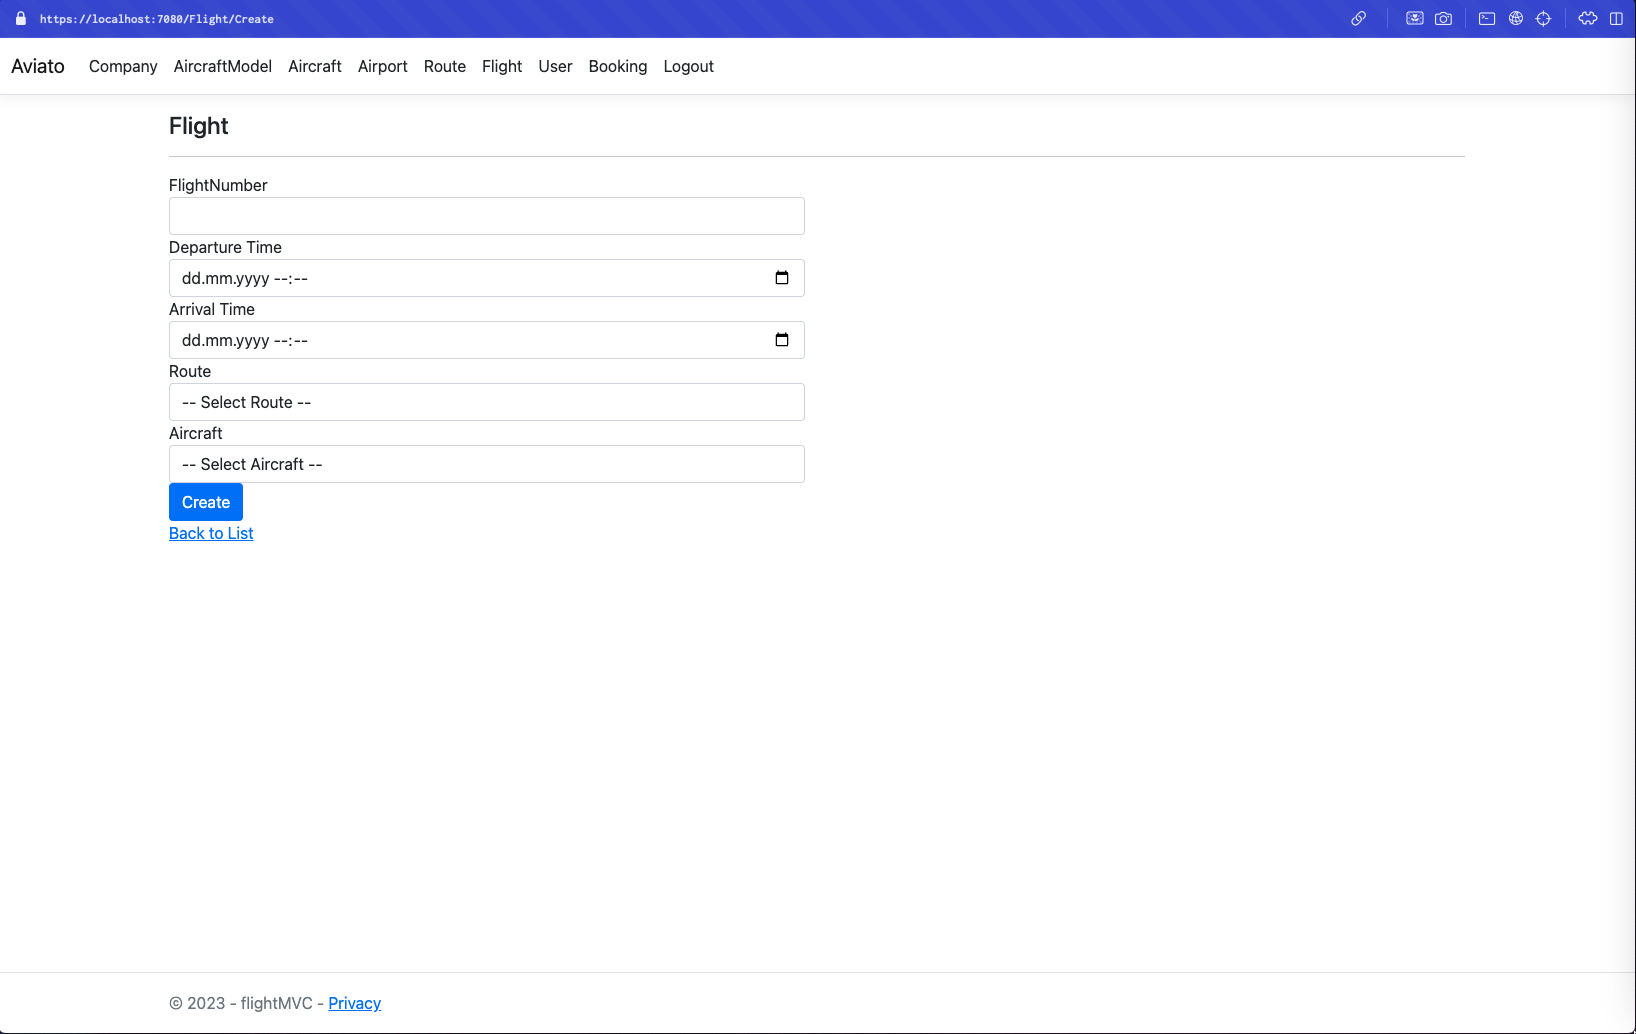 https://localhost:7080/Flight/Create
Aviato Company AircraftModel Aircraft Airport Route Flight User Booking Logout
Flight
FlightNumber
Departure Time
dd.mm.yyyy --:--
Arrival Time
dd.mm.yyyy --:--
Route
-- Select Route --
Aircraft
-- Select Aircraft --
Create
Back to List
© 2023 - flightMVC - Privacy